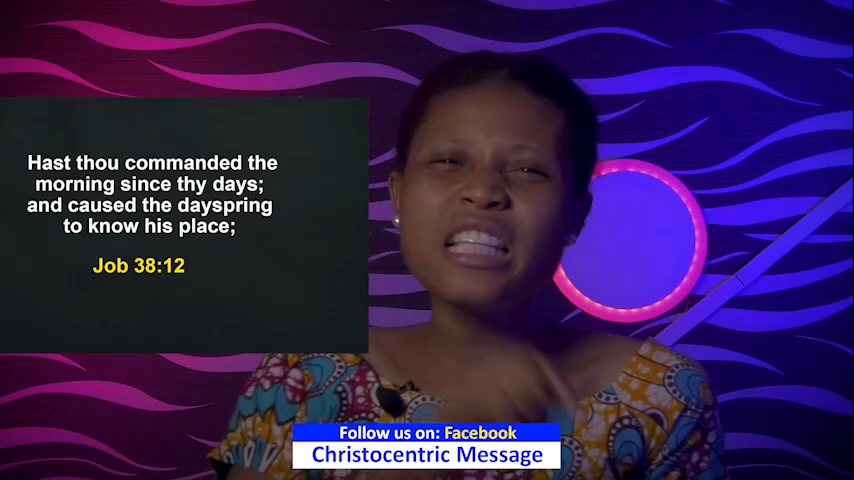 Hast thou commanded the
morning since thy days;
and caused the dayspring
to know his place;
Job 38:12
Follow us on: Facebook
Christocentric Message